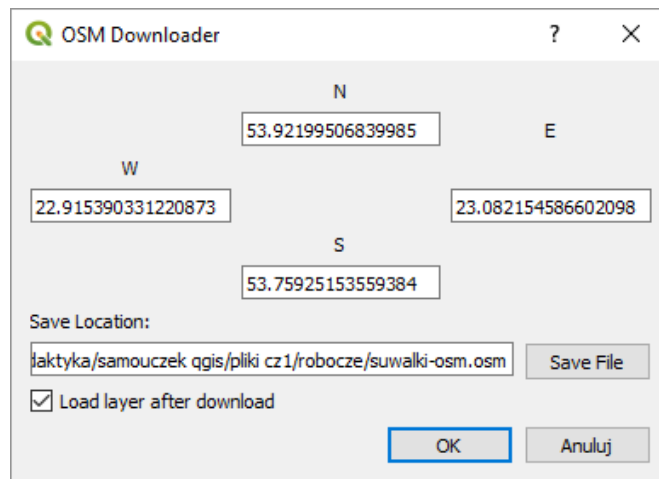 OSM Downloader
N
53.92199506839985
E
W
22.915390331220873
23.082154586602098
S
53.75925153559384
Save Location:
daktyka/samouczek qgis/pliki cz1/robocze/suwalki-osm.osm
Save File
Load layer after download
OK
Anuluj